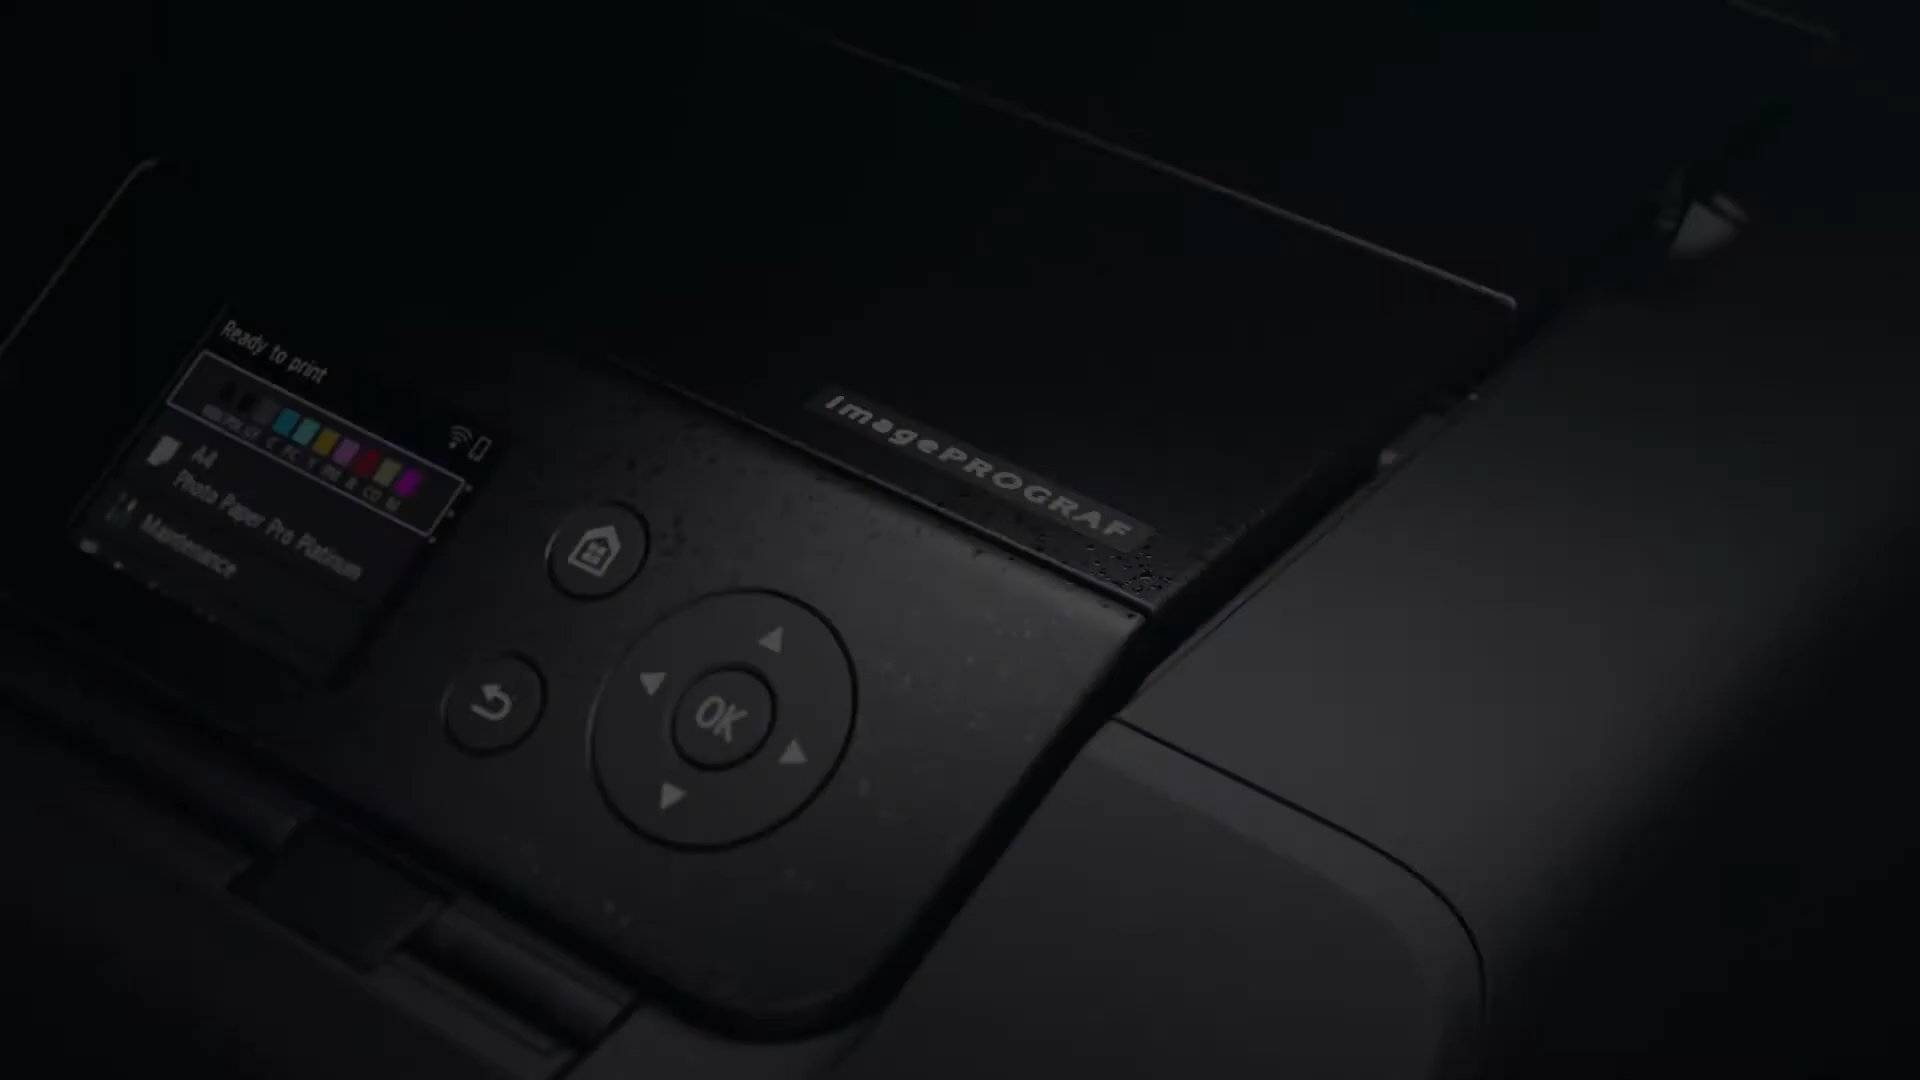 Ready to print
A4
Photo Paper Pro Platinum
Maintenance
imagePROGRAF
OK